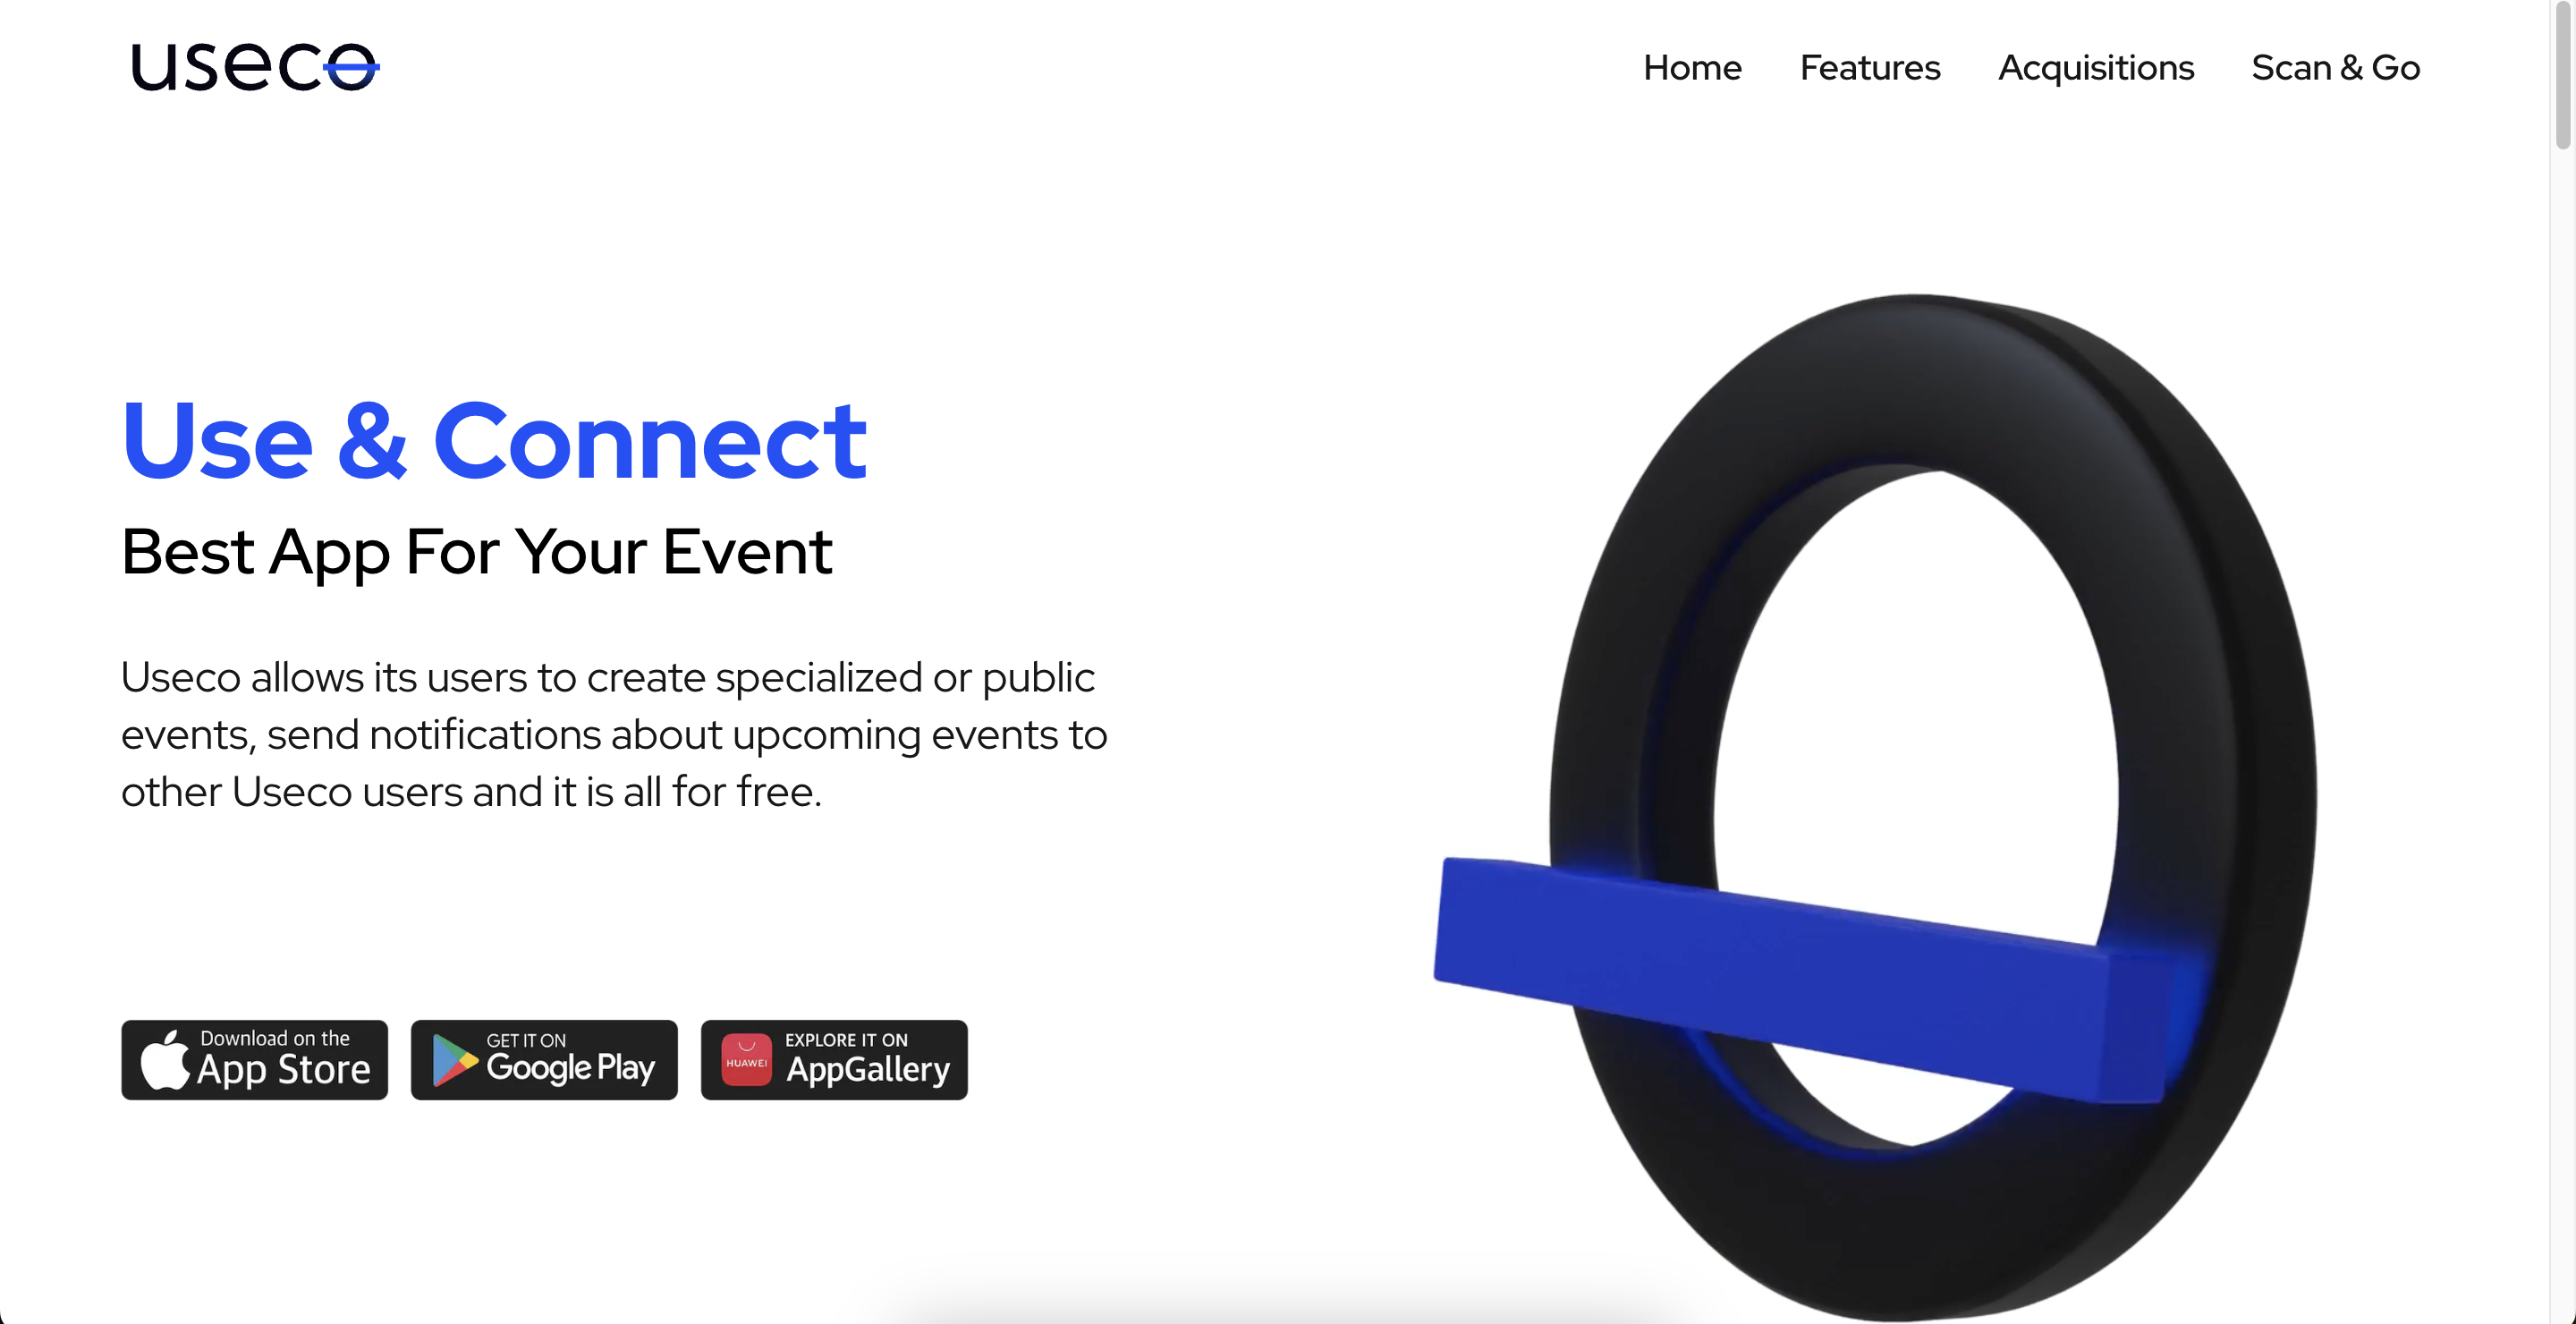 useco
Home Features Acquisitions Scan & Go
Use & Connect
Best App For Your Event
Useco allows its users to create specialized or public
events, send notifications about upcoming events to
other Useco users and it is all for free.
Download on the
App Store
GET IT ON
Google Play
HUAWEI
EXPLORE IT ON
AppGallery